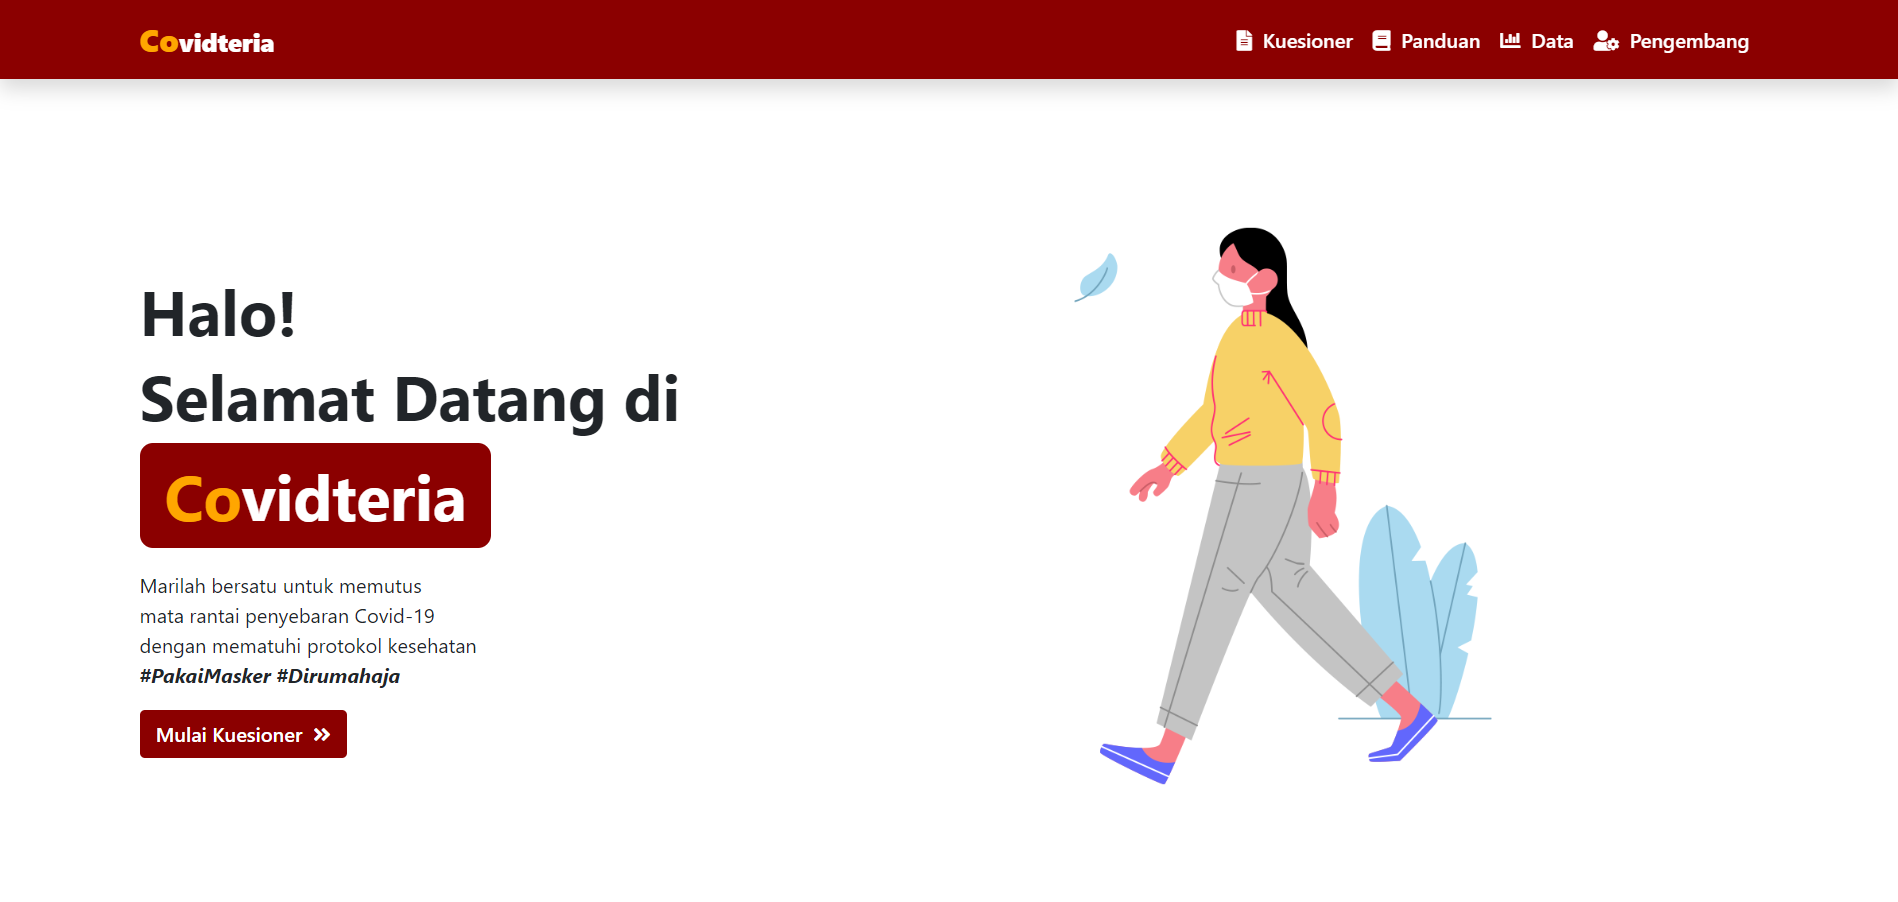 Covidteria
Kuesioner Panduan Data Pengembang
Halo!
Selamat Datang di
Covidteria
Marilah bersatu untuk memutus
mata rantai penyebaran Covid-19
dengan mematuhi protokol kesehatan
#PakaiMasker #Dirumahaja
Mulai Kuesioner